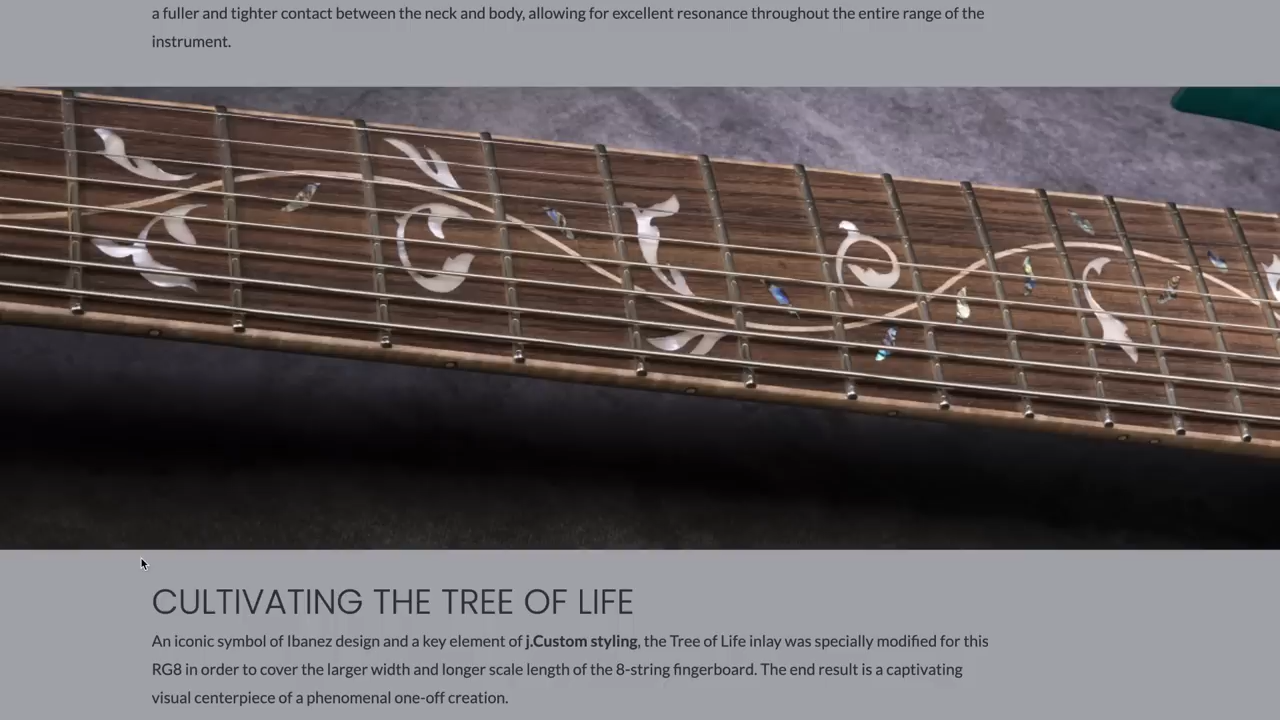 a fuller and tighter contact between the neck and body, allowing for excellent resonance throughout the entire range of the
instrument.
CULTIVATING THE TREE OF LIFE
An iconic symbol of Ibanez design and a key element of j.Custom styling, the Tree of Life inlay was specially modified for this
RG8 in order to cover the larger width and longer scale length of the 8-string fingerboard. The end result is a captivating
visual centerpiece of a phenomenal one-off creation.